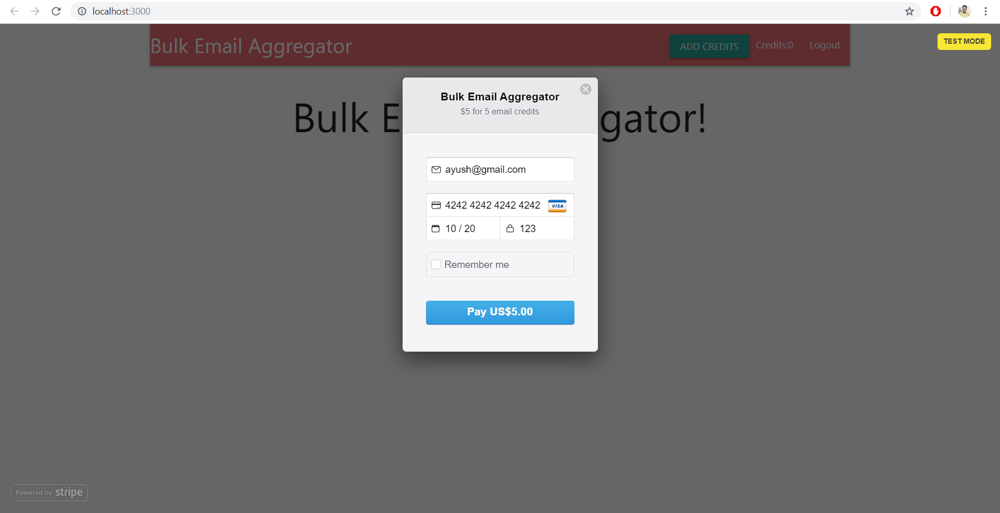 localhost:3000
Bulk Email Aggregator
ADD CREDITS
Credits:0
Logout
TEST MODE
Bulk E
gator!
Bulk Email Aggregator
$5 for 5 email credits
ayush@gmail.com
4242 4242 4242 4242 VISA
10 / 20
123
Remember me
Pay US$5.00
Powered by stripe